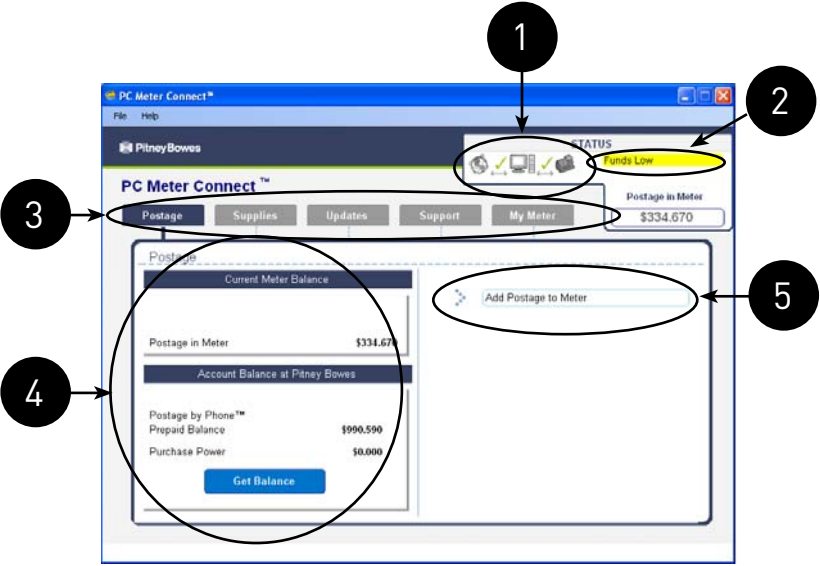 1
2
PC Meter Connect™
File Help
PitneyBowes
STATUS
Funds Low
PC Meter Connect ™
Postage in Meter
$334.670
3
Postage Supplies Updates Support My Meter
Postage
Current Meter Balance
Add Postage to Meter
5
Postage in Meter $334.670
Account Balance at Pitney Bowes
4
Postage by Phone™
Prepaid Balance $990.590
Purchase Power $0.000
Get Balance